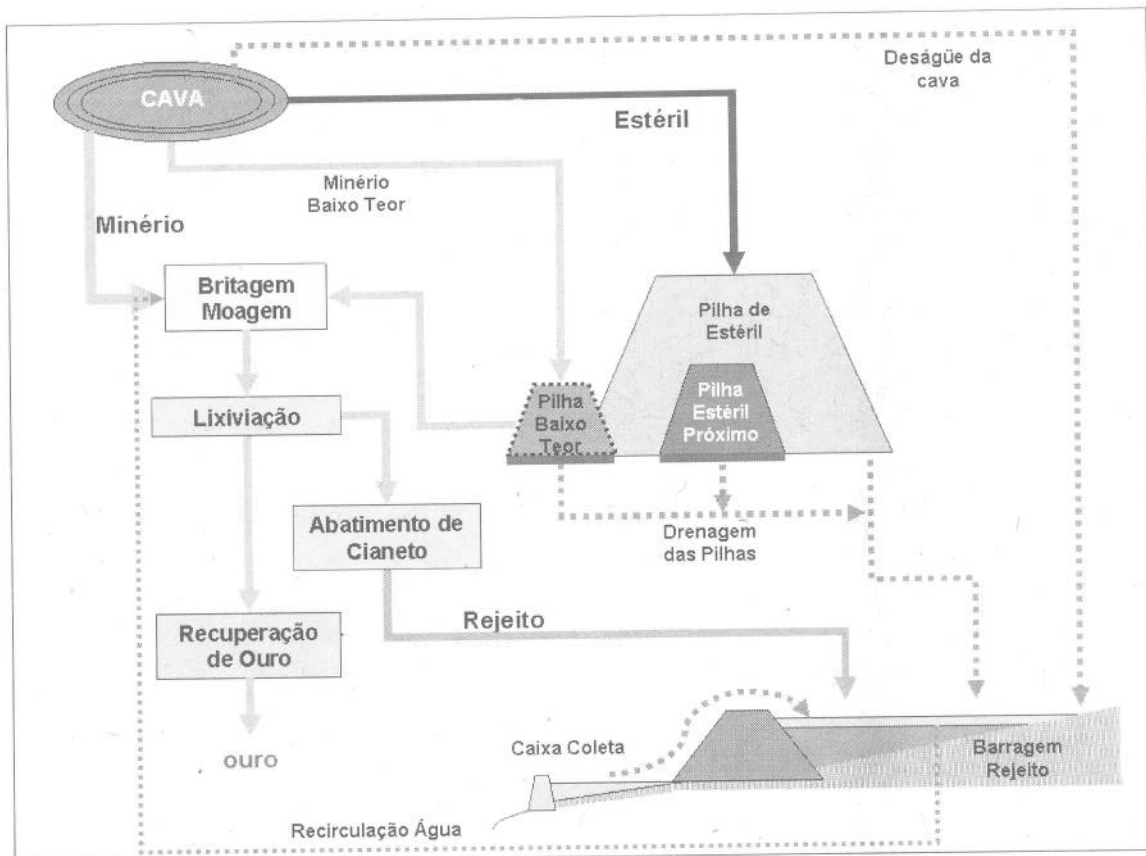 Deságüe da
cava
CAVA
Estéril
Minério
Baixo Teor
Minério
Britagem
Moagem
Pilha de
Estéril
Pilha
Estéril
Próximo
Pilha
Baixo
Teor
Lixiviação
Abatimento de
Cianeto
Drenagem
das Pilhas
Rejeito
Recuperação
de Ouro
ouro
Caixa Coleta
Barragem
Rejeito
Recirculação Água